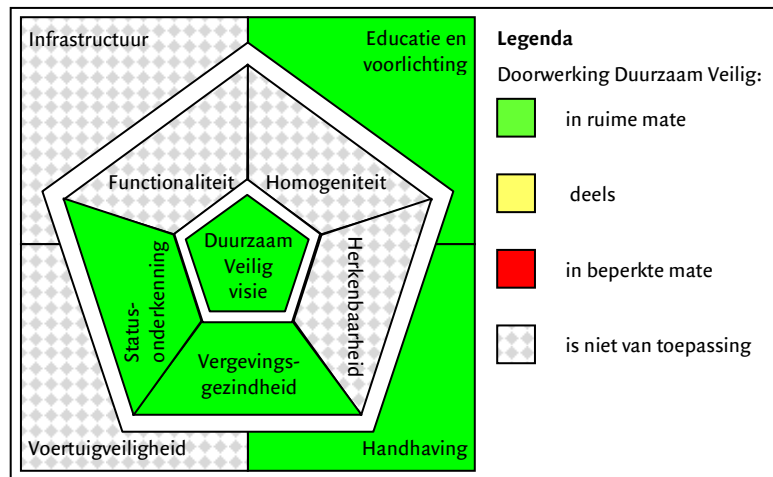 Infrastructuur
Educatie en
voorlichting
Functionaliteit
Homogeniteit
Duurzaam
Veilig
visie
Status-
onderkenning
Herkenbaarheid
Vergevings-
gezindheid
Voertuigveiligheid
Handhaving
Legenda
Doorwerking Duurzaam Veilig:
in ruime mate
deels
in beperkte mate
is niet van toepassing